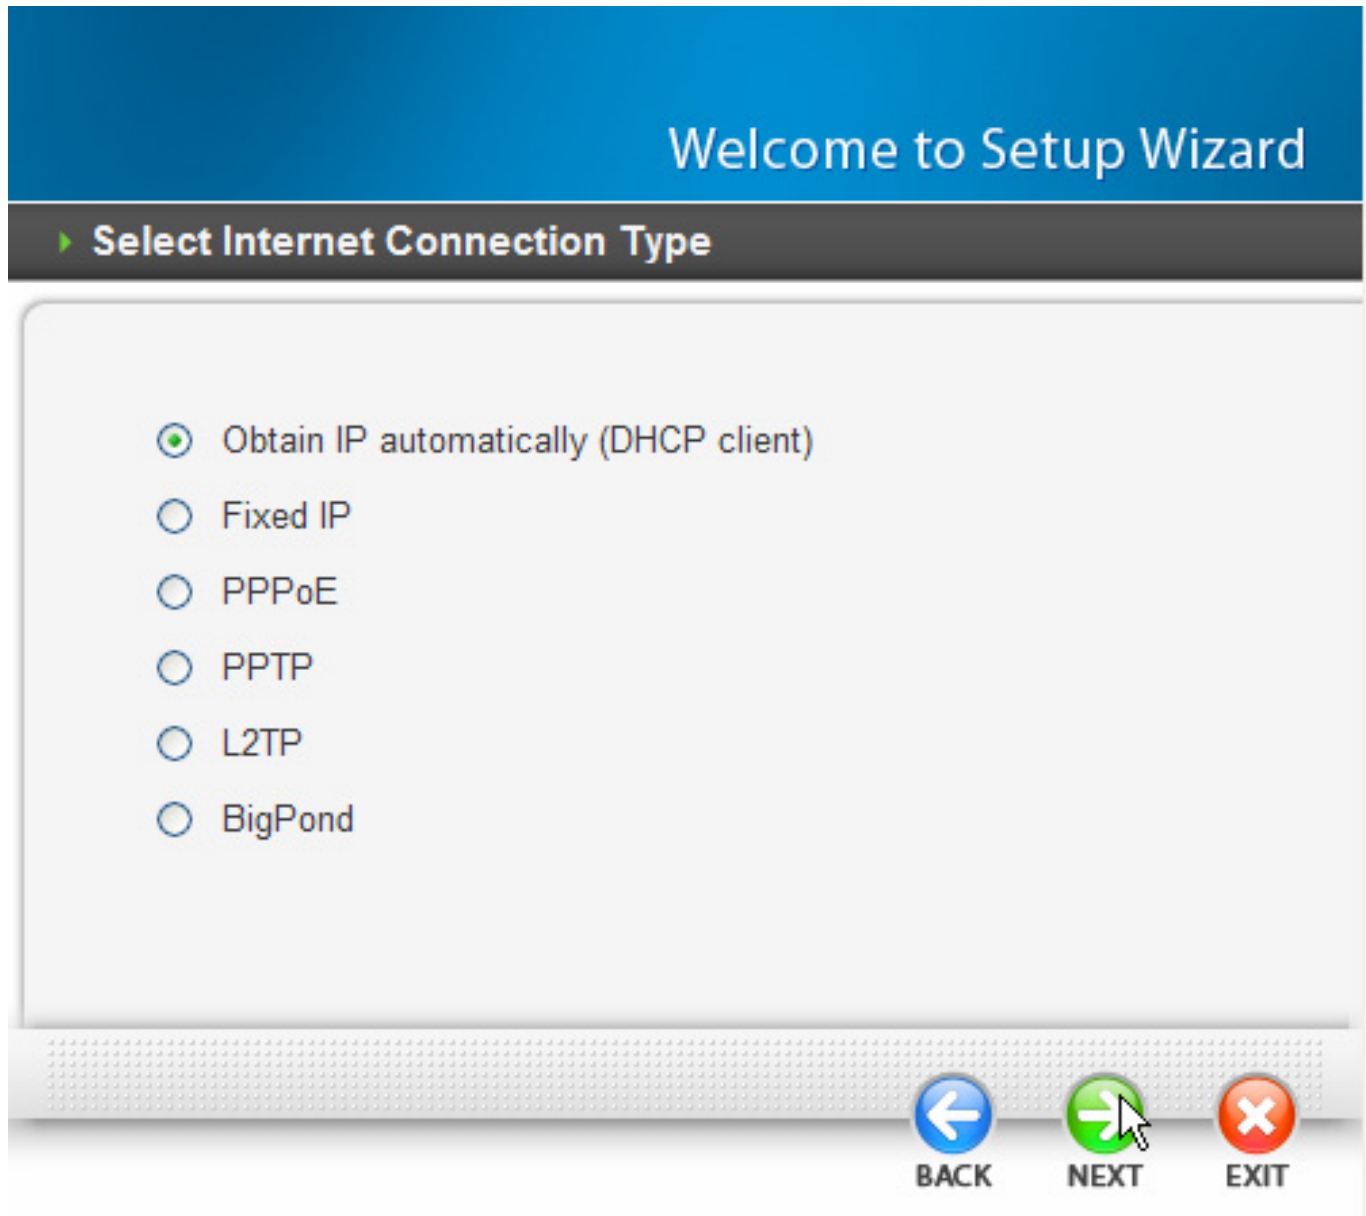 Welcome to Setup Wizard
Select Internet Connection Type
Obtain IP automatically (DHCP client)
Fixed IP
PPPoE
PPTP
L2TP
BigPond
BACK NEXT EXIT